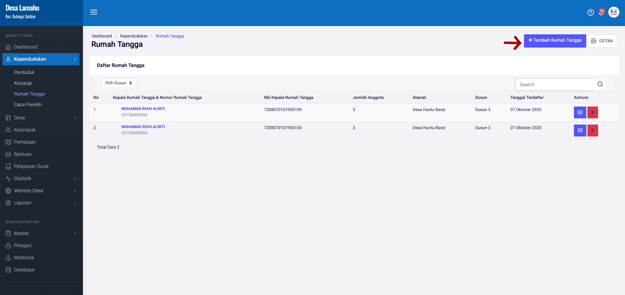 Desa Lamahu
Kec. Bulango Selatan
MENU UTAMA
Dashboard
Kependudukan
Penduduk
Keluarga
Rumah Tangga
Calon Pemilih
Desa
Kelompok
Pemetaan
Bantuan
Pelayanan Surat
Statistik
Website Desa
Laporan
ADMINISTRATOR
Master
Petugas
Webhook
Database
Dashboard > Kependudukan > Rumah Tangga
Rumah Tangga
+ Tambah Rumah Tangga
CETAK
Daftar Rumah Tangga
Pilih Dusun
Search
No Kepala Rumah Tangga & Nomor Rumah Tangga Nik Kepala Rumah Tangga Jumlah Anggota Alamat Dusun Tanggal Terdaftar Actions
1 MOHAMAD RIVAI ALINTI 7208070107950195 3 Desa Huntu Barat Dusun 3 07 Oktober 2020
00130600004
2 MOHAMAD RIVAI ALINTI 7208070107950100 3 Desa Huntu Barat Dusun 3 07 Oktober 2020
00130600004
Total Data 2